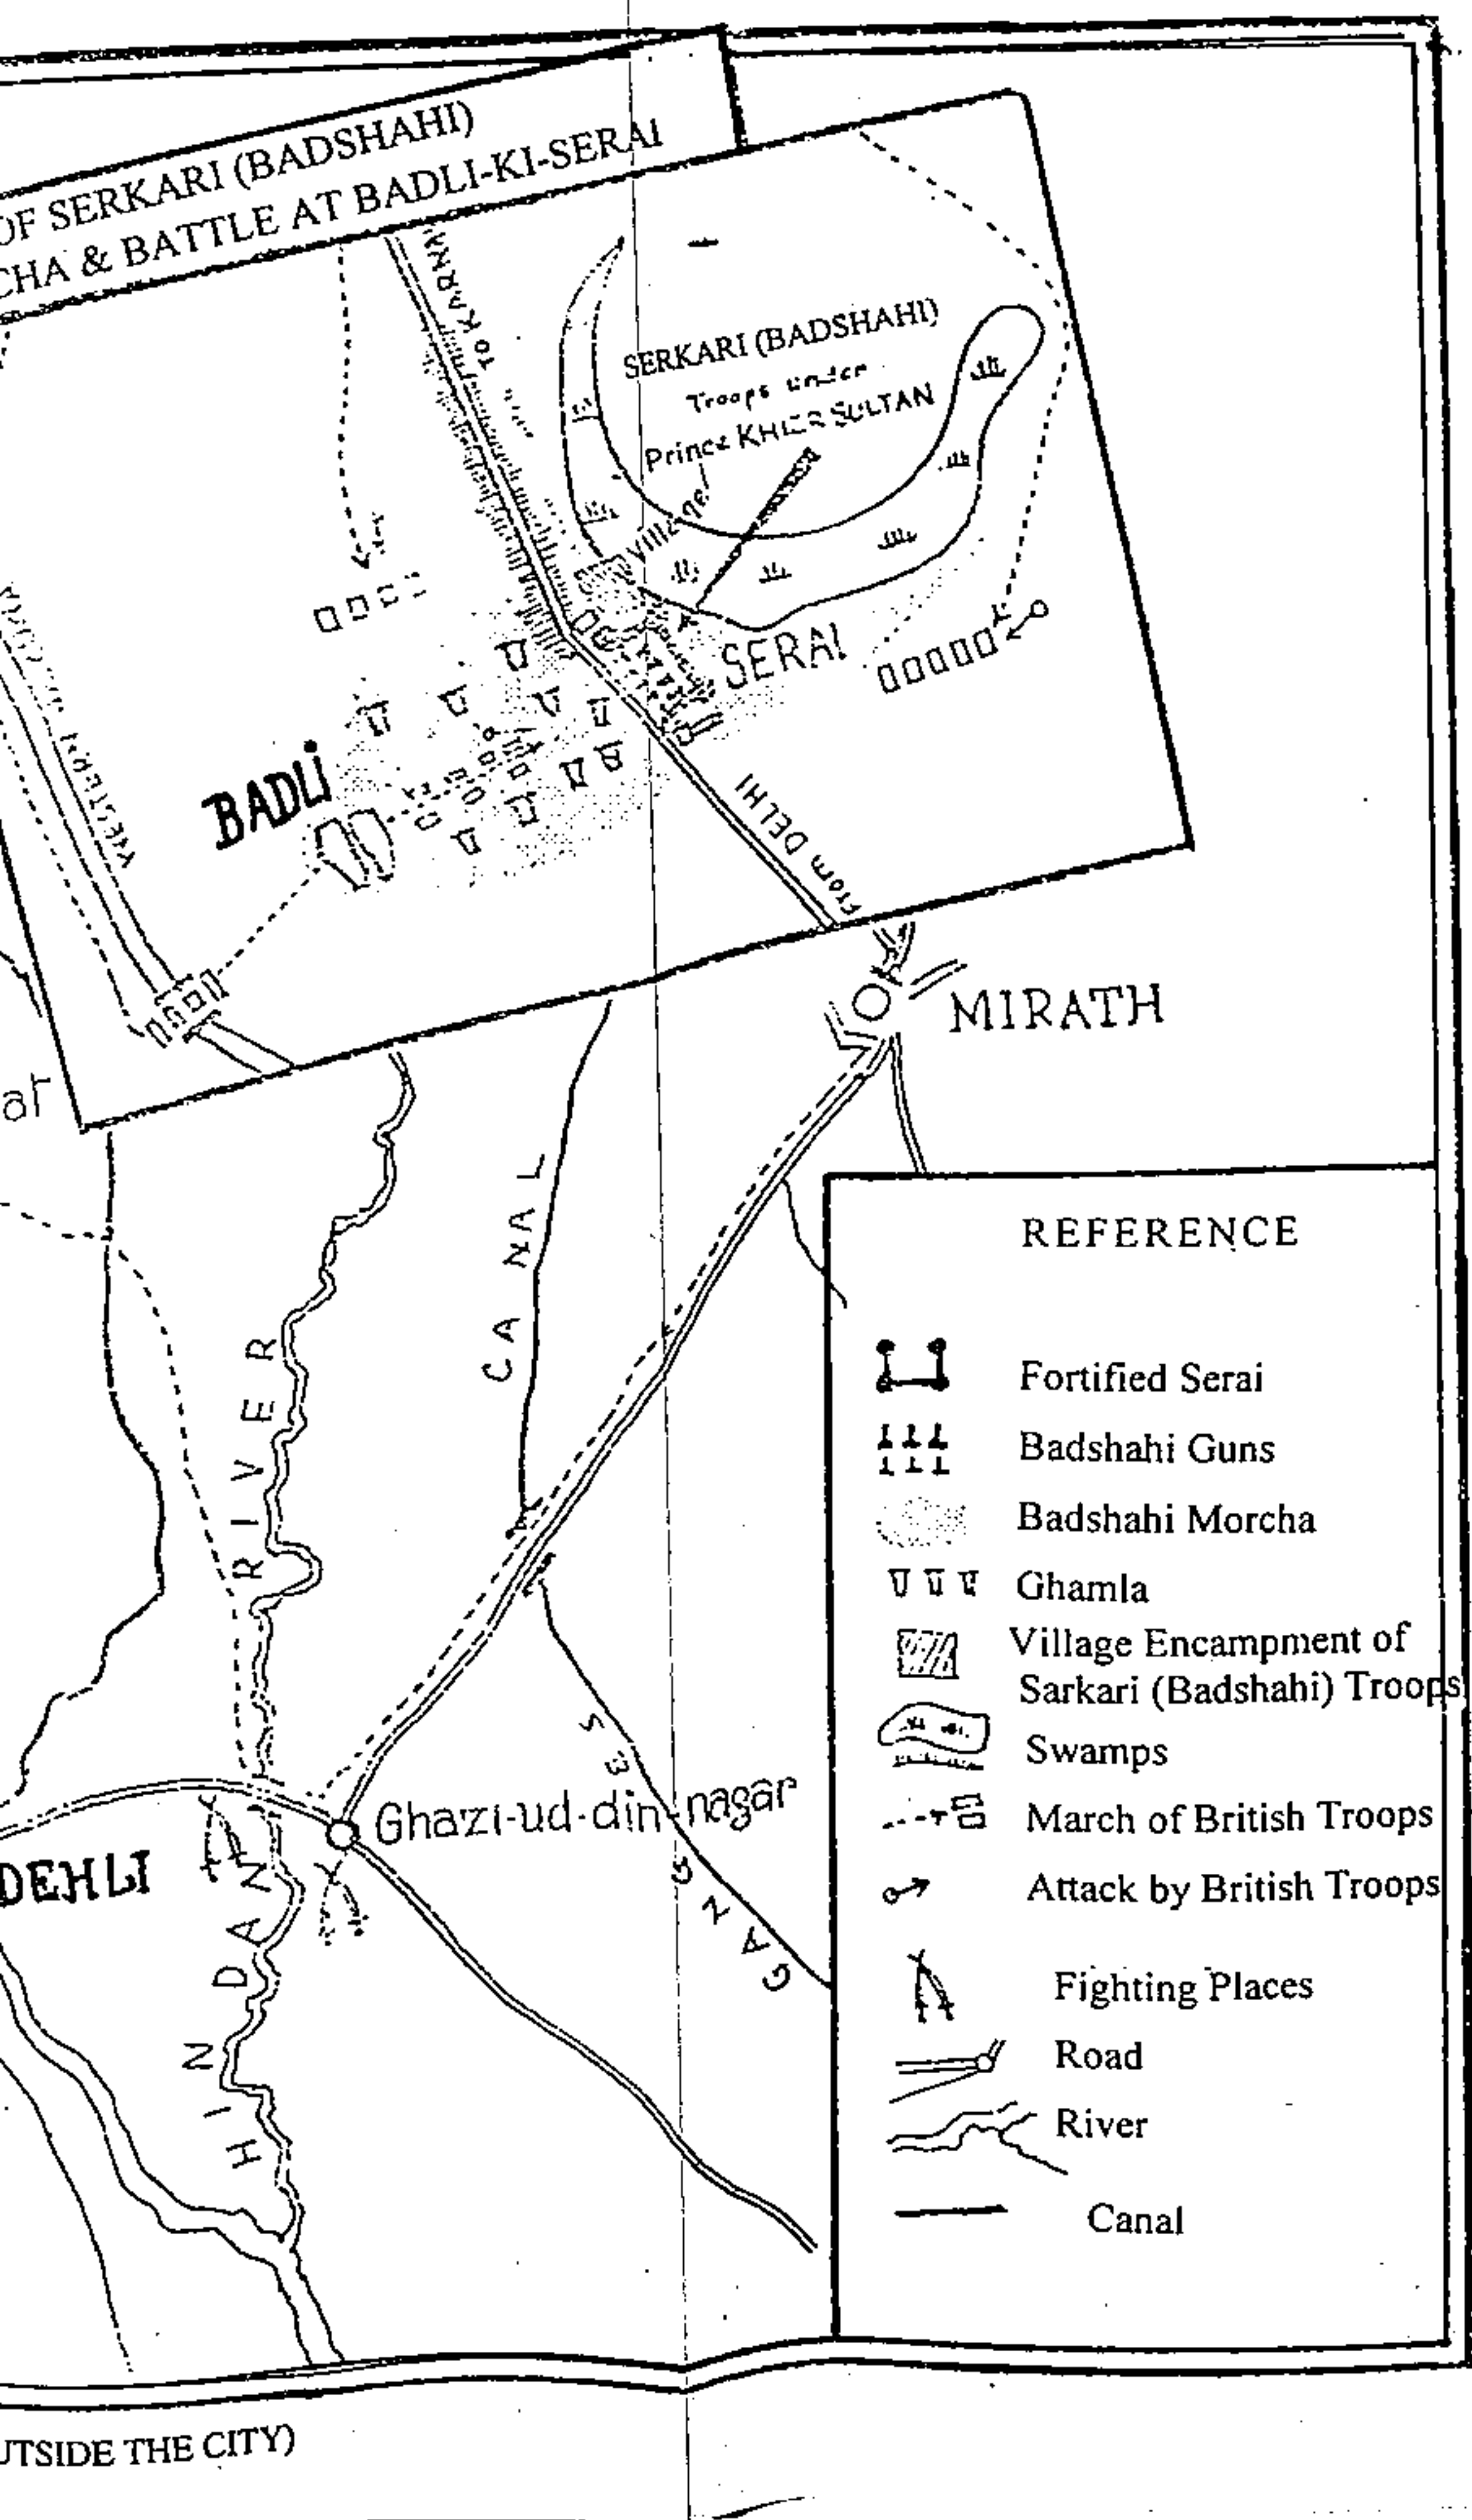 OF SERKARI (BADSHAHI)
CHA & BATTLE AT BADLI-KI-SERAI
TO KARNAL
SERKARI (BADSHAHI)
Troops under
Prince KHIZR SULTAN
Village
SERAI
BADLi
WESTERN
From DELHI
MIRATH
ar
CANAL
RIVER
Ghazi-ud-din-nagar
DEHLI
GANGES
HINDAN
REFERENCE
Fortified Serai
Badshahi Guns
Badshahi Morcha
Ghamla
Village Encampment of
Sarkari (Badshahi) Troops
Swamps
March of British Troops
Attack by British Troops
Fighting Places
Road
River
Canal
UTSIDE THE CITY)